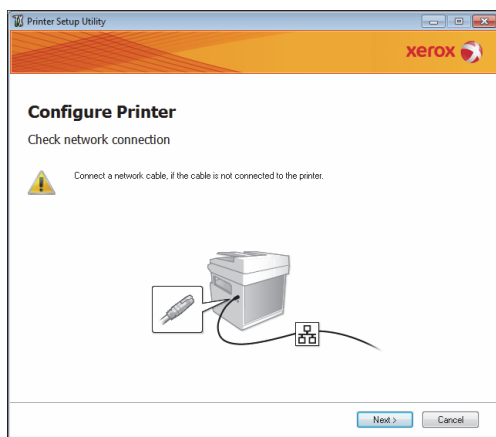 Printer Setup Utility
xerox
Configure Printer
Check network connection
Connect a network cable, if the cable is not connected to the printer.
Next >
Cancel